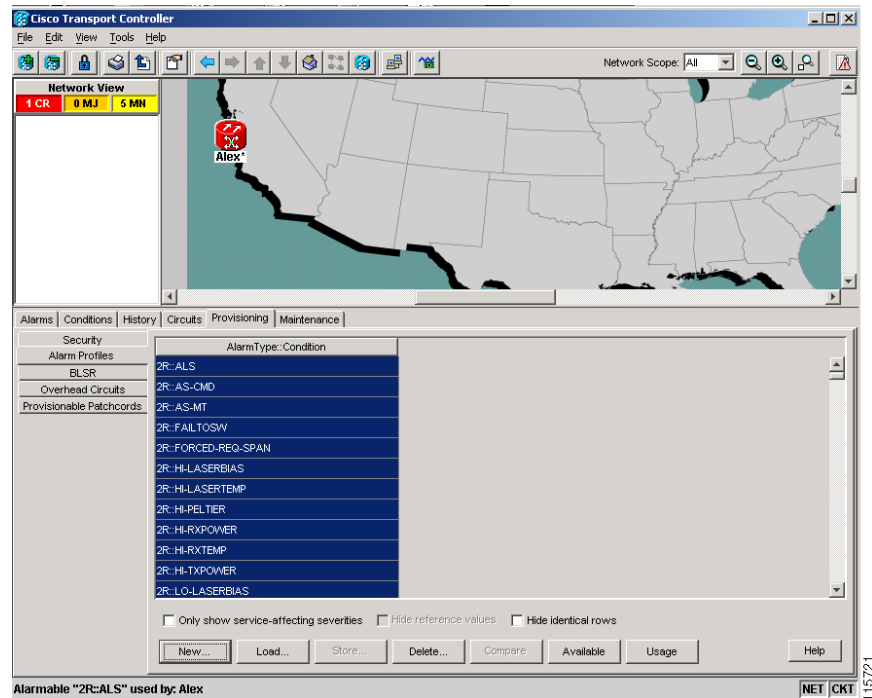 Cisco Transport Controller
File Edit View Tools Help
Network Scope: All
Network View
1 CR 0 MJ 5 MN
Alex*
Alarms Conditions History Circuits Provisioning Maintenance
Security
Alarm Profiles
BLSR
Overhead Circuits
Provisionable Patchcords
AlarmType::Condition
2R::ALS
2R::AS-CMD
2R::AS-MT
2R::FAILTOSW
2R::FORCED-REQ-SPAN
2R::HI-LASERBIAS
2R::HI-LASERTEMP
2R::HI-PELTIER
2R::HI-RXPOWER
2R::HI-RXTEMP
2R::HI-TXPOWER
2R::LO-LASERBIAS
Only show service-affecting severities Hide reference values Hide identical rows
New... Load... Store... Delete... Compare Available Usage Help
Alarmable "2R::ALS" used by: Alex
NET CKT
115721